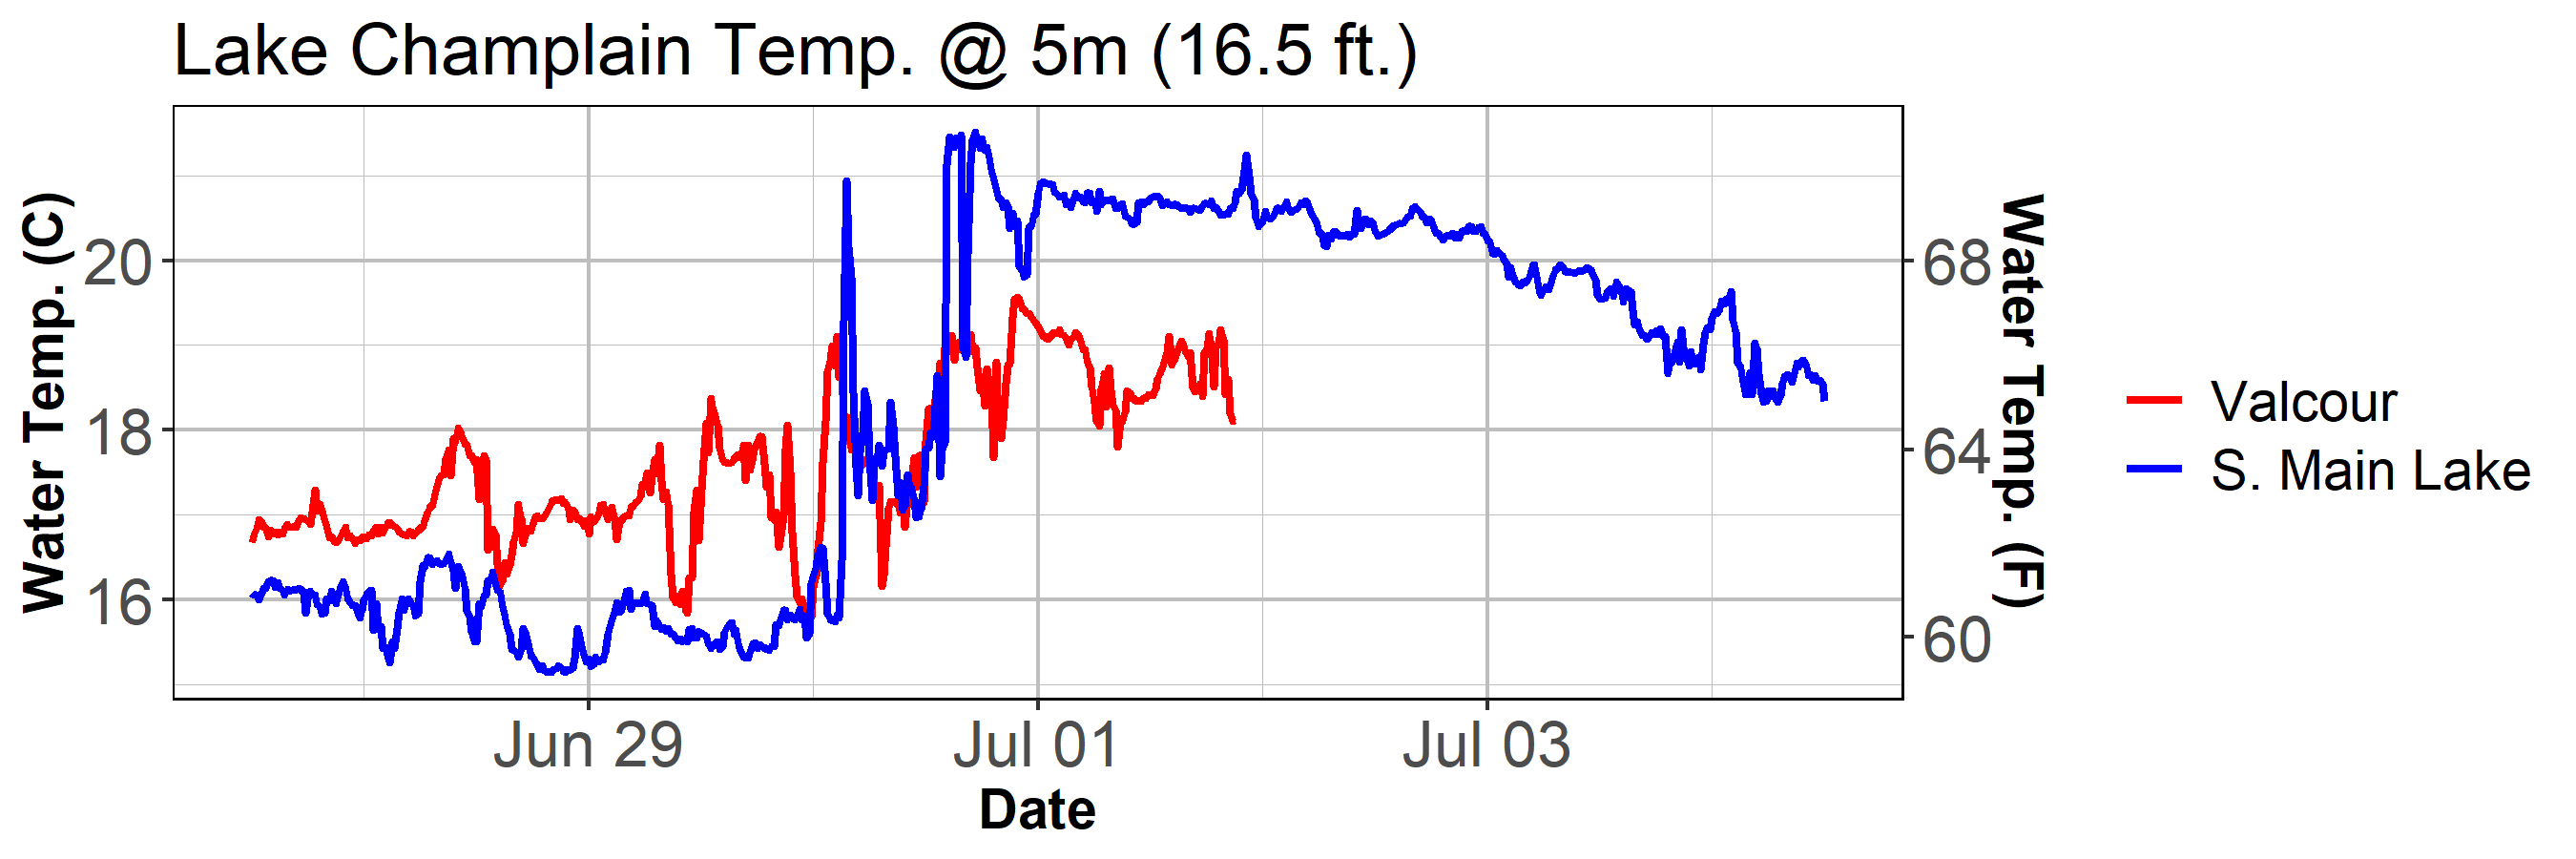 Lake Champlain Temp. @ 5m (16.5 ft.)
Water Temp. (C)
20
18
16
68
64
60
Water Temp. (F)
Jun 29
Jul 01
Jul 03
Date
Valcour
S. Main Lake